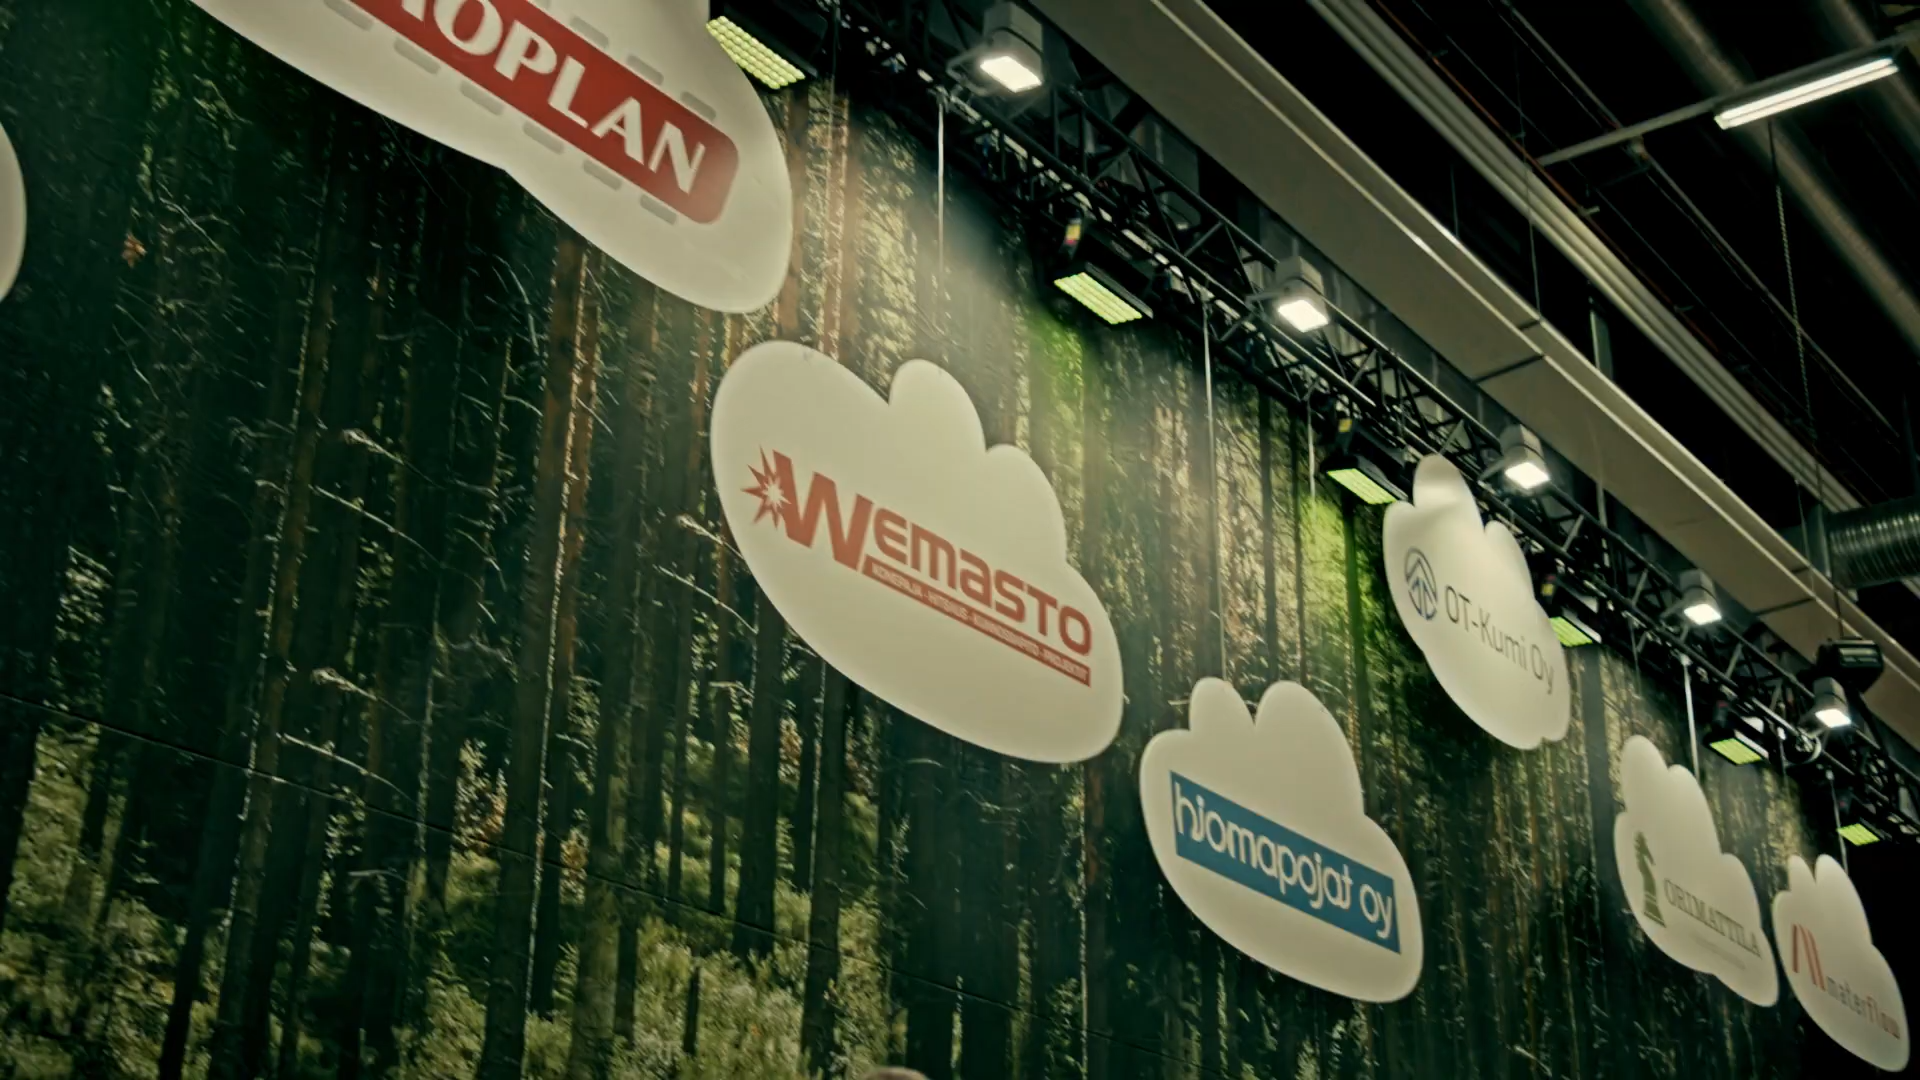 OPLAN
WEMASTO
hiomapojat oy
OT-Kumi Oy
ORIMATTILA
materflow